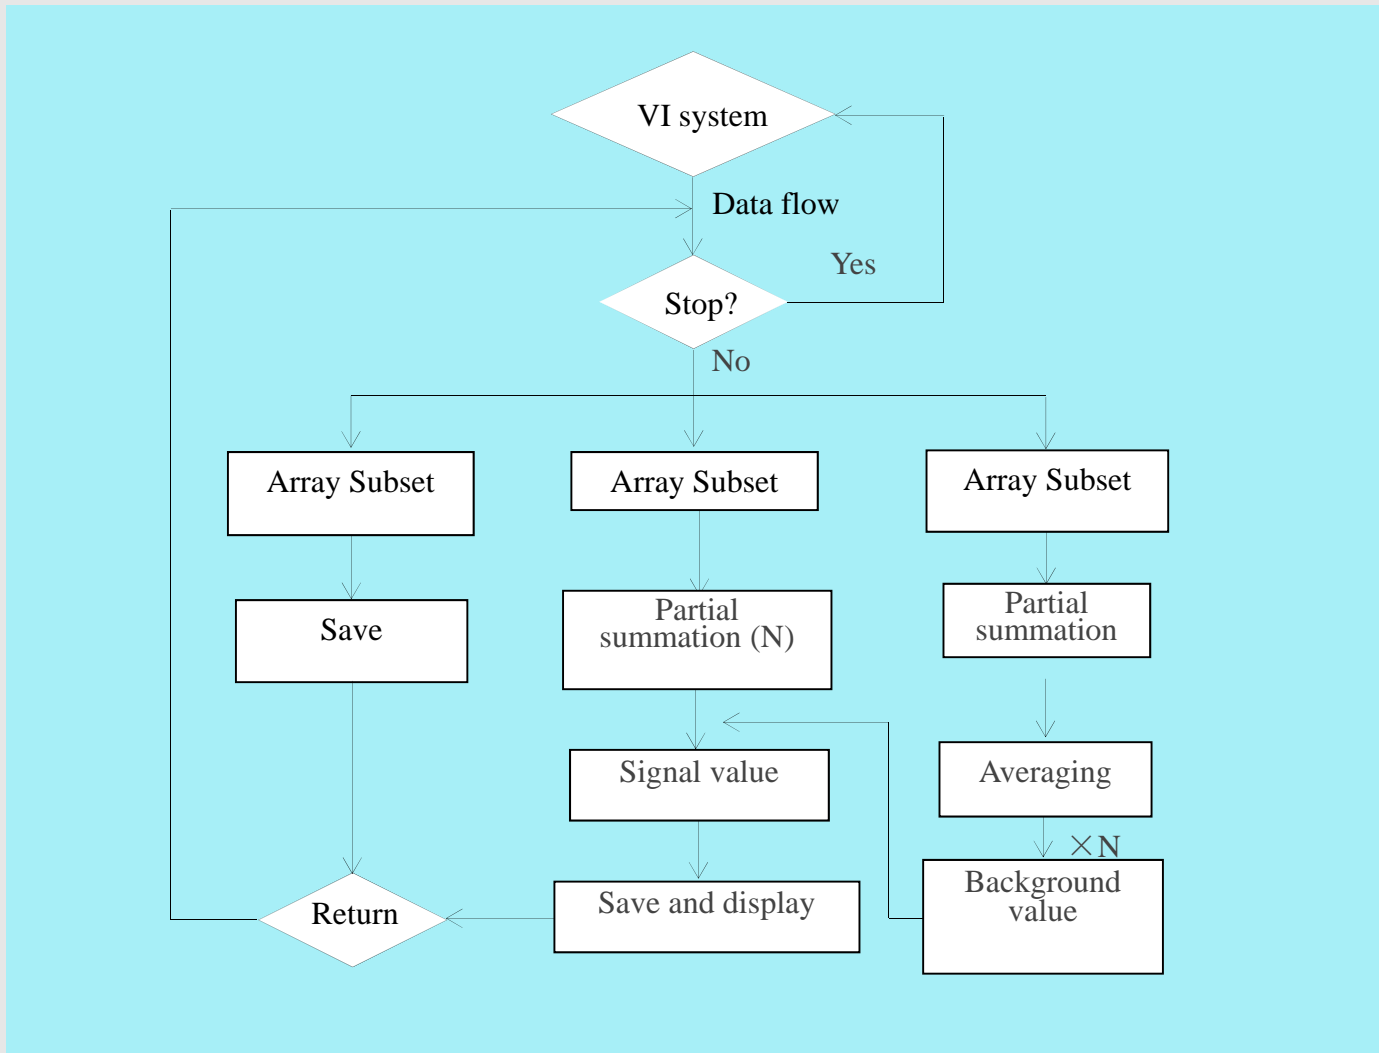 VI system
Data flow
Yes
Stop?
No
Array Subset
Array Subset
Array Subset
Save
Partial
summation (N)
Partial
summation
Signal value
Averaging
×N
Save and display
Background
value
Return